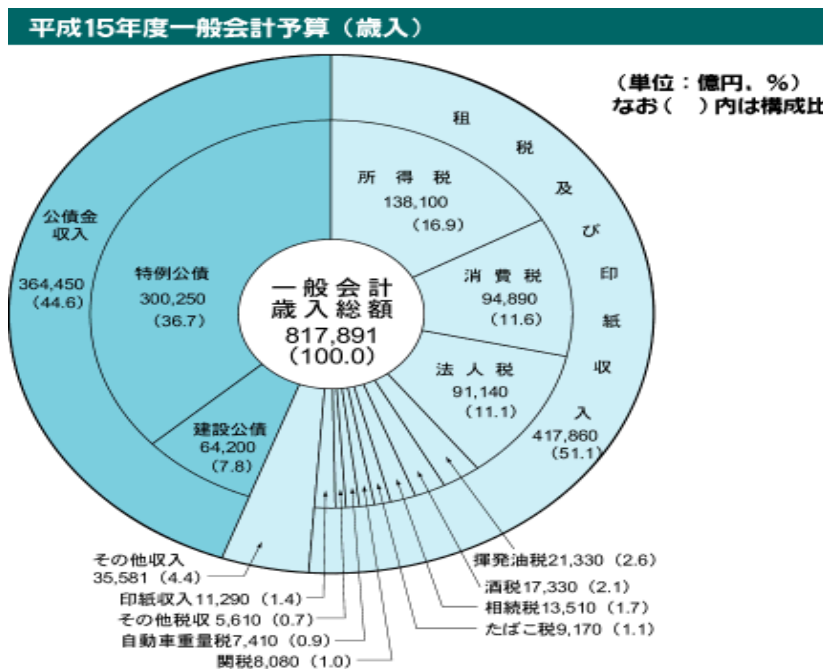 平成15年度一般会計予算（歳入）
（単位：億円、％）
なお（　）内は構成比
租税及び印紙収入
417,860
(51.1)
所得税
138,100
(16.9)
消費税
94,890
(11.6)
法人税
91,140
(11.1)
公債金
収入
364,450
(44.6)
特例公債
300,250
(36.7)
建設公債
64,200
(7.8)
一般会計
歳入総額
817,891
(100.0)
揮発油税21,330（2.6）
酒税17,330（2.1）
相続税13,510（1.7）
たばこ税9,170（1.1）
その他収入
35,581（4.4）
印紙収入11,290（1.4）
その他税収 5,610（0.7）
自動車重量税7,410（0.9）
関税8,080（1.0）